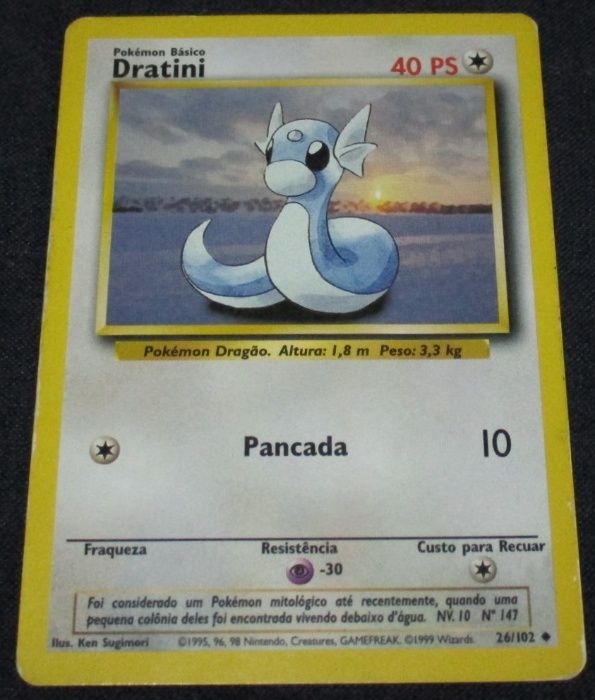 Pokémon Básico
Dratini
40 PS
Pokémon Dragão. Altura: 1,8 m Peso: 3,3 kg
Pancada 10
Fraqueza Resistência Custo para Recuar
-30
Foi considerado um Pokémon mitológico até recentemente, quando uma
pequena colônia deles foi encontrada vivendo debaixo d'água. NV. 10 Nº 147
Ilus. Ken Sugimori ©1995, 96, 98 Nintendo, Creatures, GAMEFREAK. ©1999 Wizards. 26/102